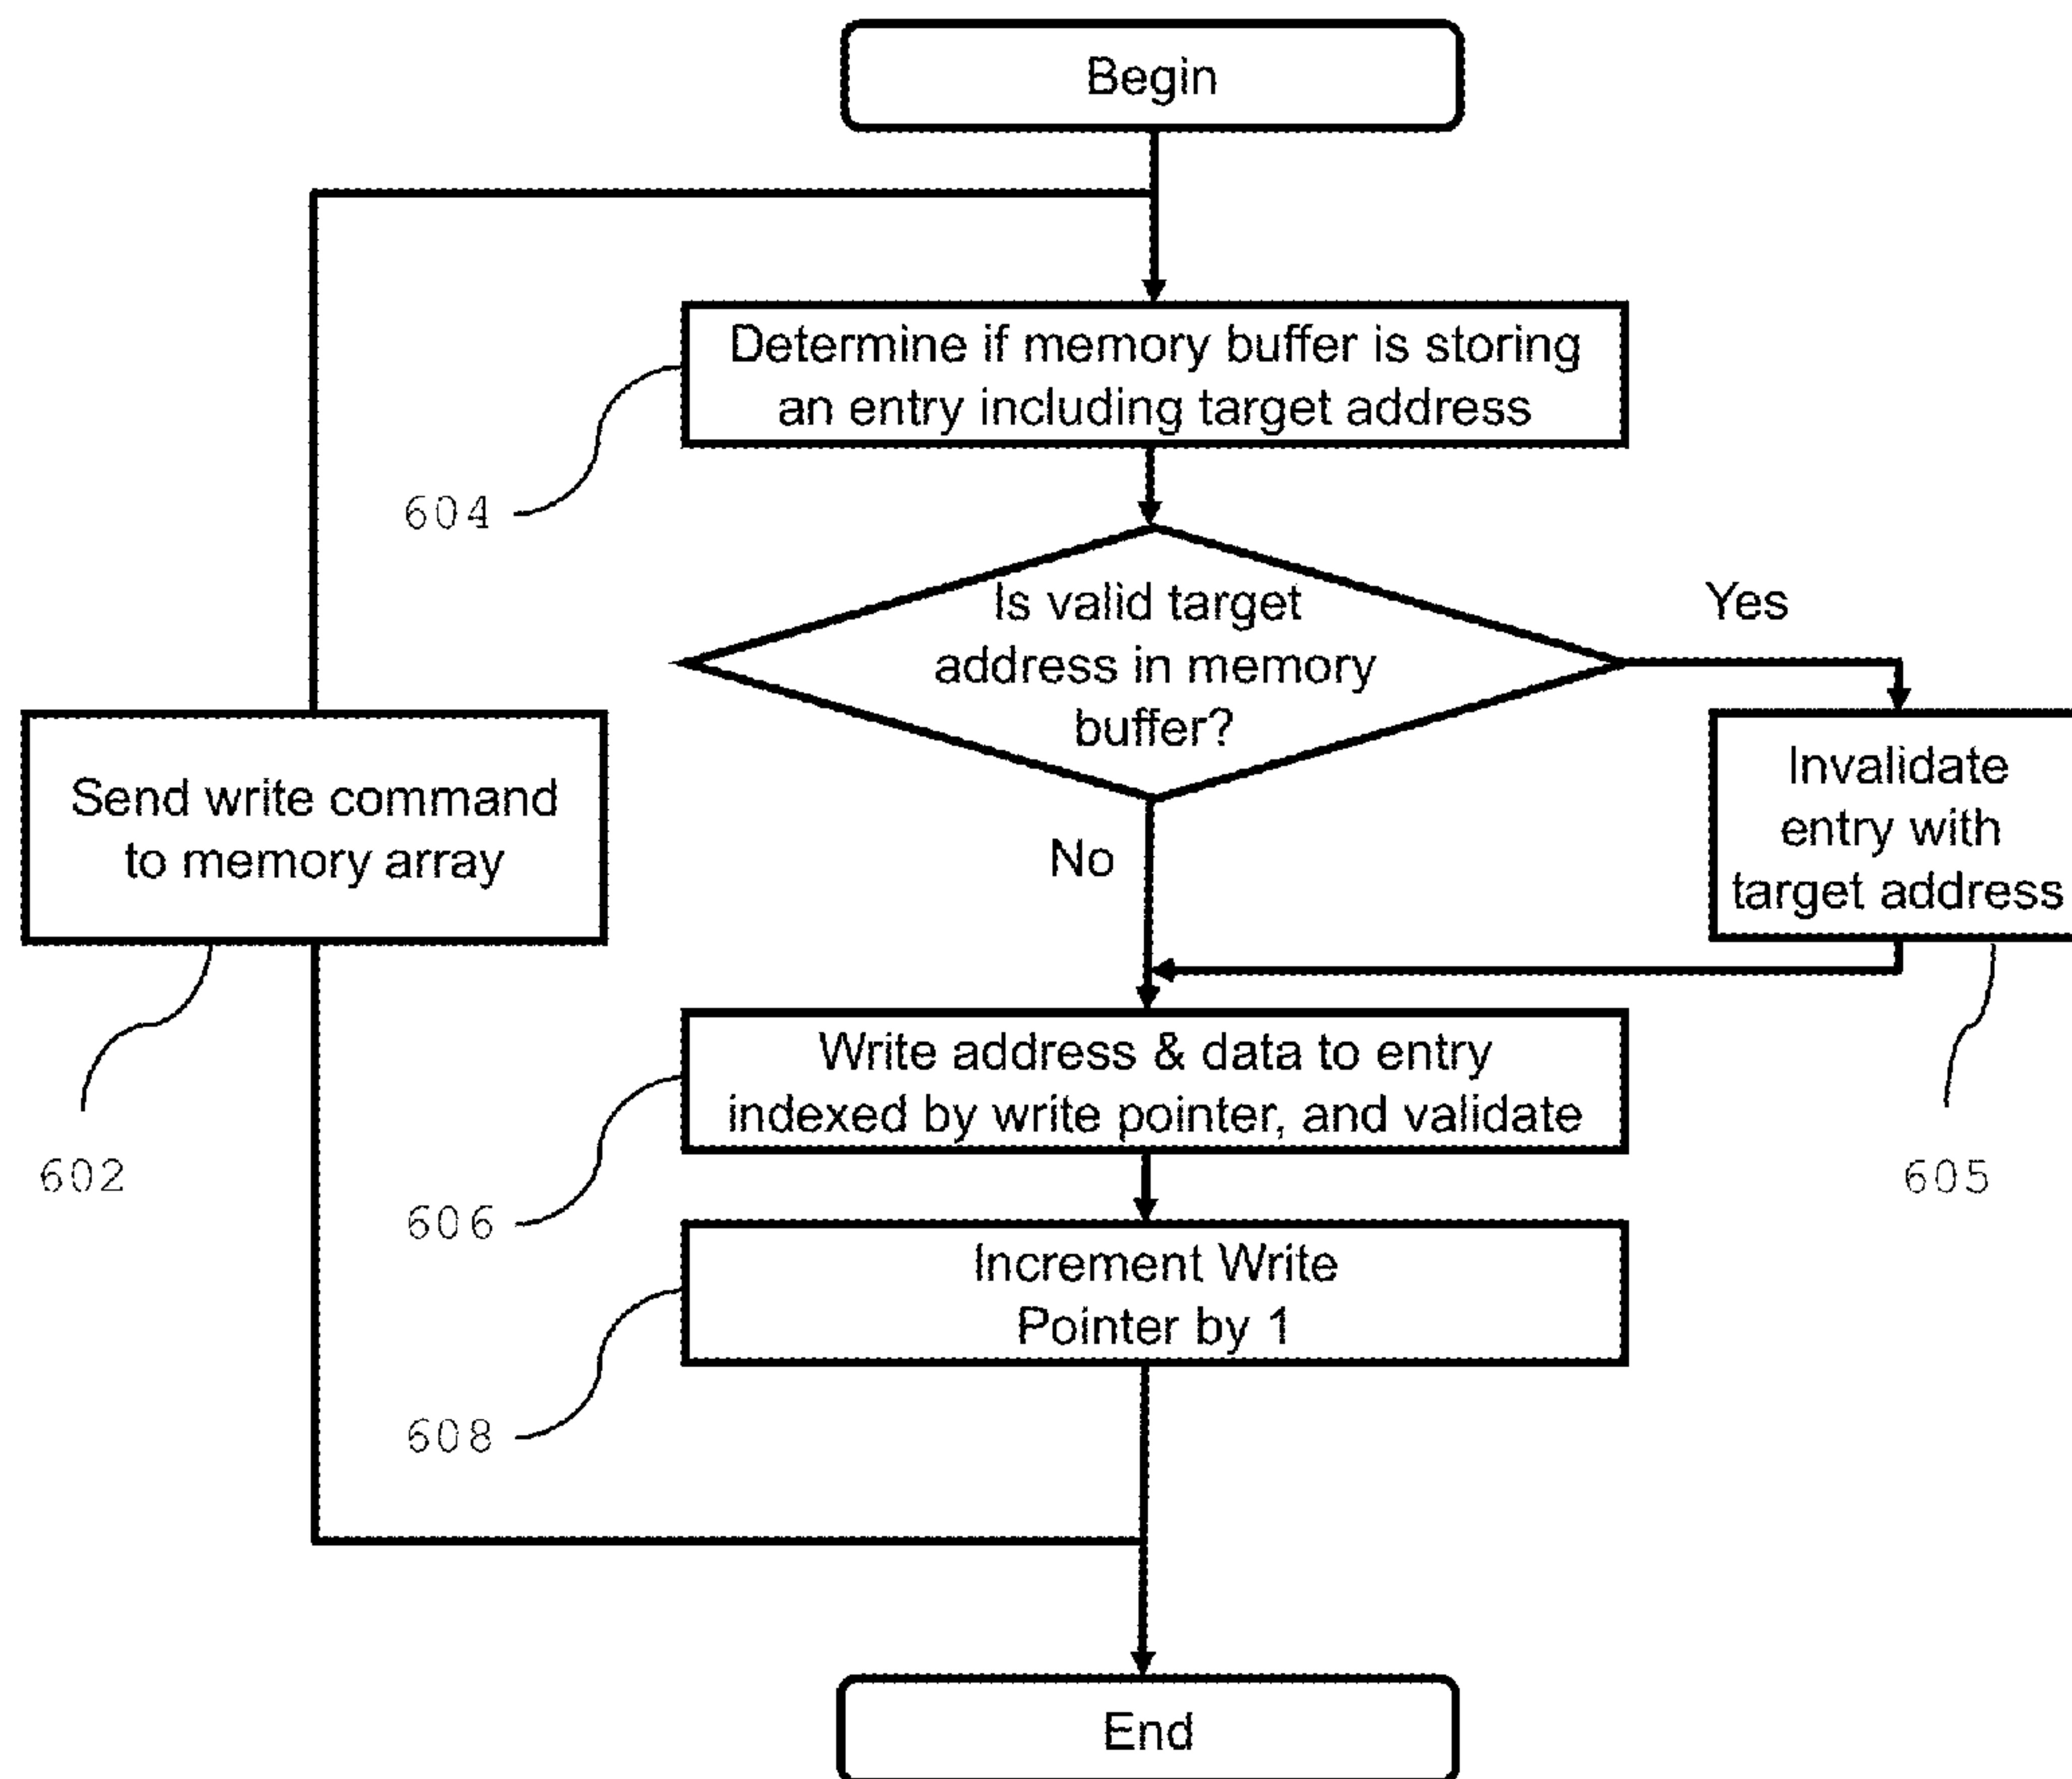 Begin
Determine if memory buffer is storing
an entry including target address
604
Is valid target
address in memory
buffer?
Yes
No
Send write command
to memory array
602
Invalidate
entry with
target address
605
Write address & data to entry
indexed by write pointer, and validate
606
Increment Write
Pointer by 1
608
End